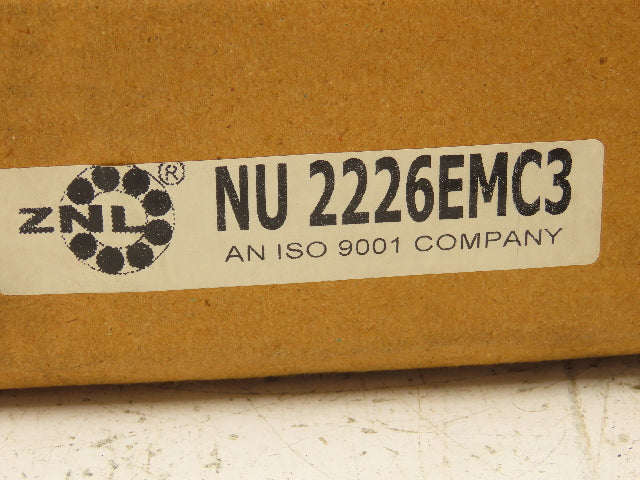 ZNL ®
NU 2226EMC3
AN ISO 9001 COMPANY